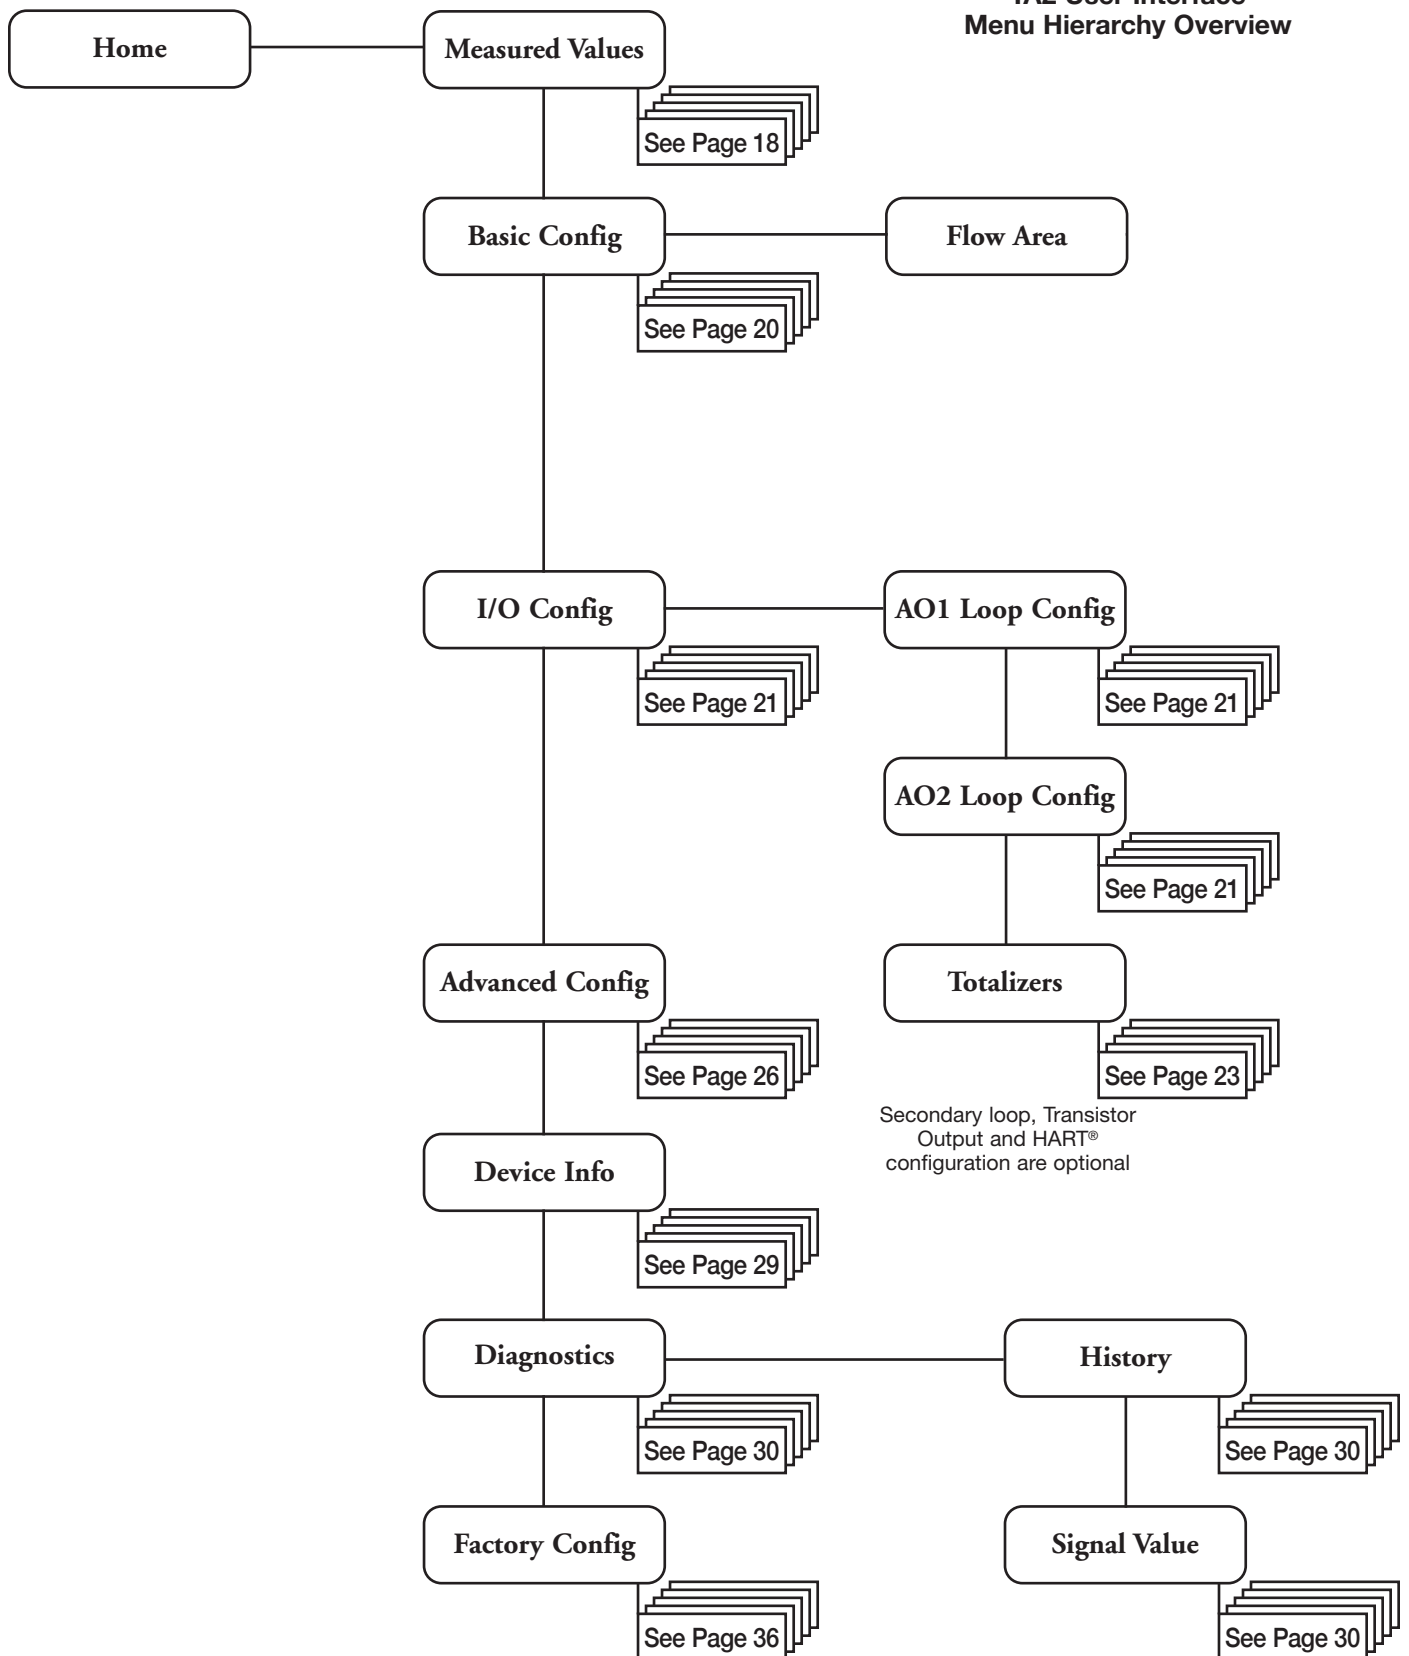 User Interface
Menu Hierarchy Overview
Home
Measured Values
See Page 18
Basic Config
Flow Area
See Page 20
I/O Config
AO1 Loop Config
See Page 21
See Page 21
AO2 Loop Config
See Page 21
Advanced Config
Totalizers
See Page 26
See Page 23
Secondary loop, Transistor
Output and HART®
configuration are optional
Device Info
See Page 29
Diagnostics
History
See Page 30
See Page 30
Factory Config
Signal Value
See Page 36
See Page 30